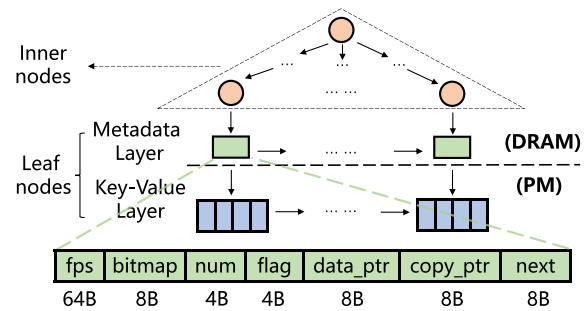 Inner
nodes
... ... ...
... ...
Leaf
nodes
Metadata
Layer
... ...
(DRAM)
(PM)
Key-Value
Layer
... ...
fps bitmap num flag data_ptr copy_ptr next
64B 8B 4B 4B 8B 8B 8B